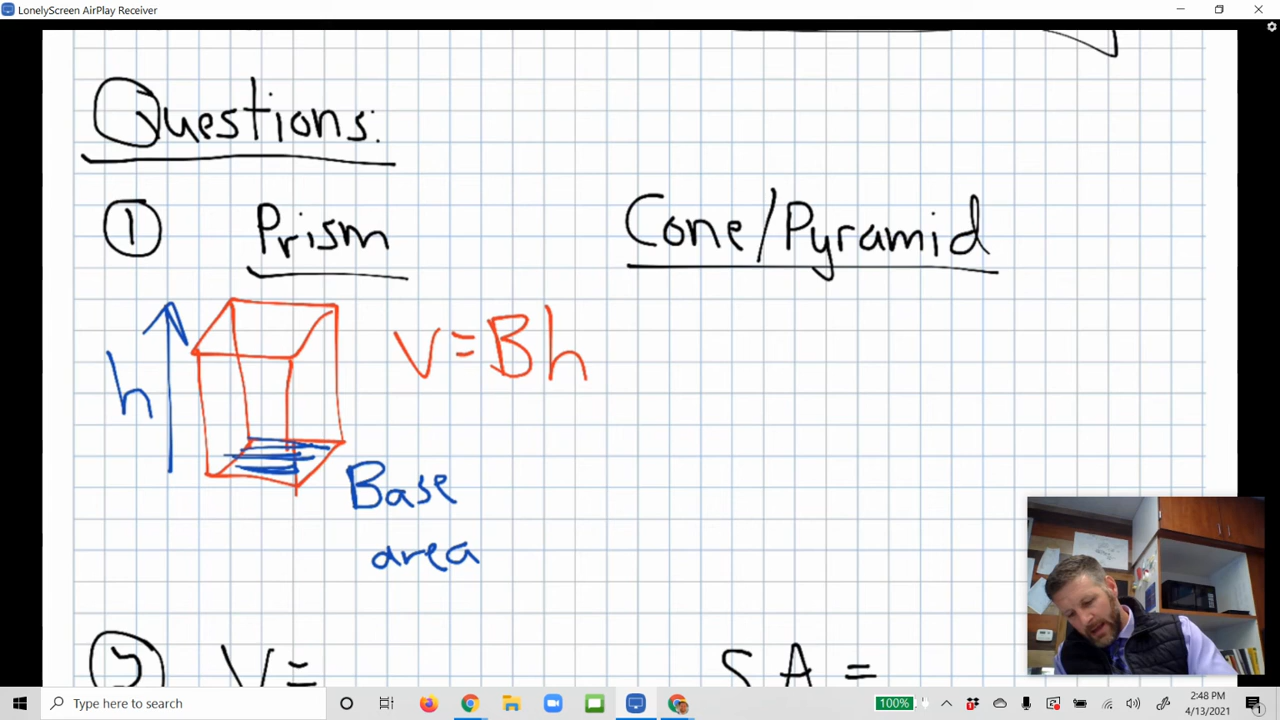 LonelyScreen AirPlay Receiver
Questions:
① Prism
Cone/Pyramid
h
V=Bh
Base
area
V=
SA=
Type here to search
100%
2:48 PM
4/13/2021